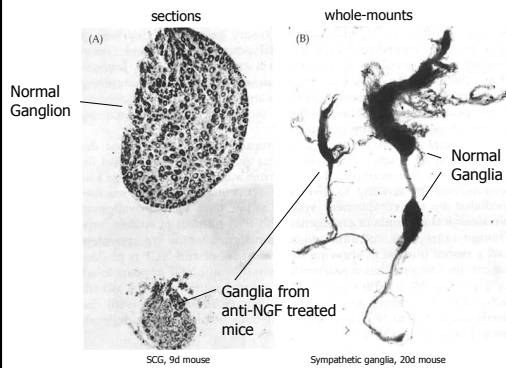 sections
whole-mounts
(A)
(B)
Normal
Ganglion
Normal
Ganglia
Ganglia from
anti-NGF treated
mice
SCG, 9d mouse
Sympathetic ganglia, 20d mouse